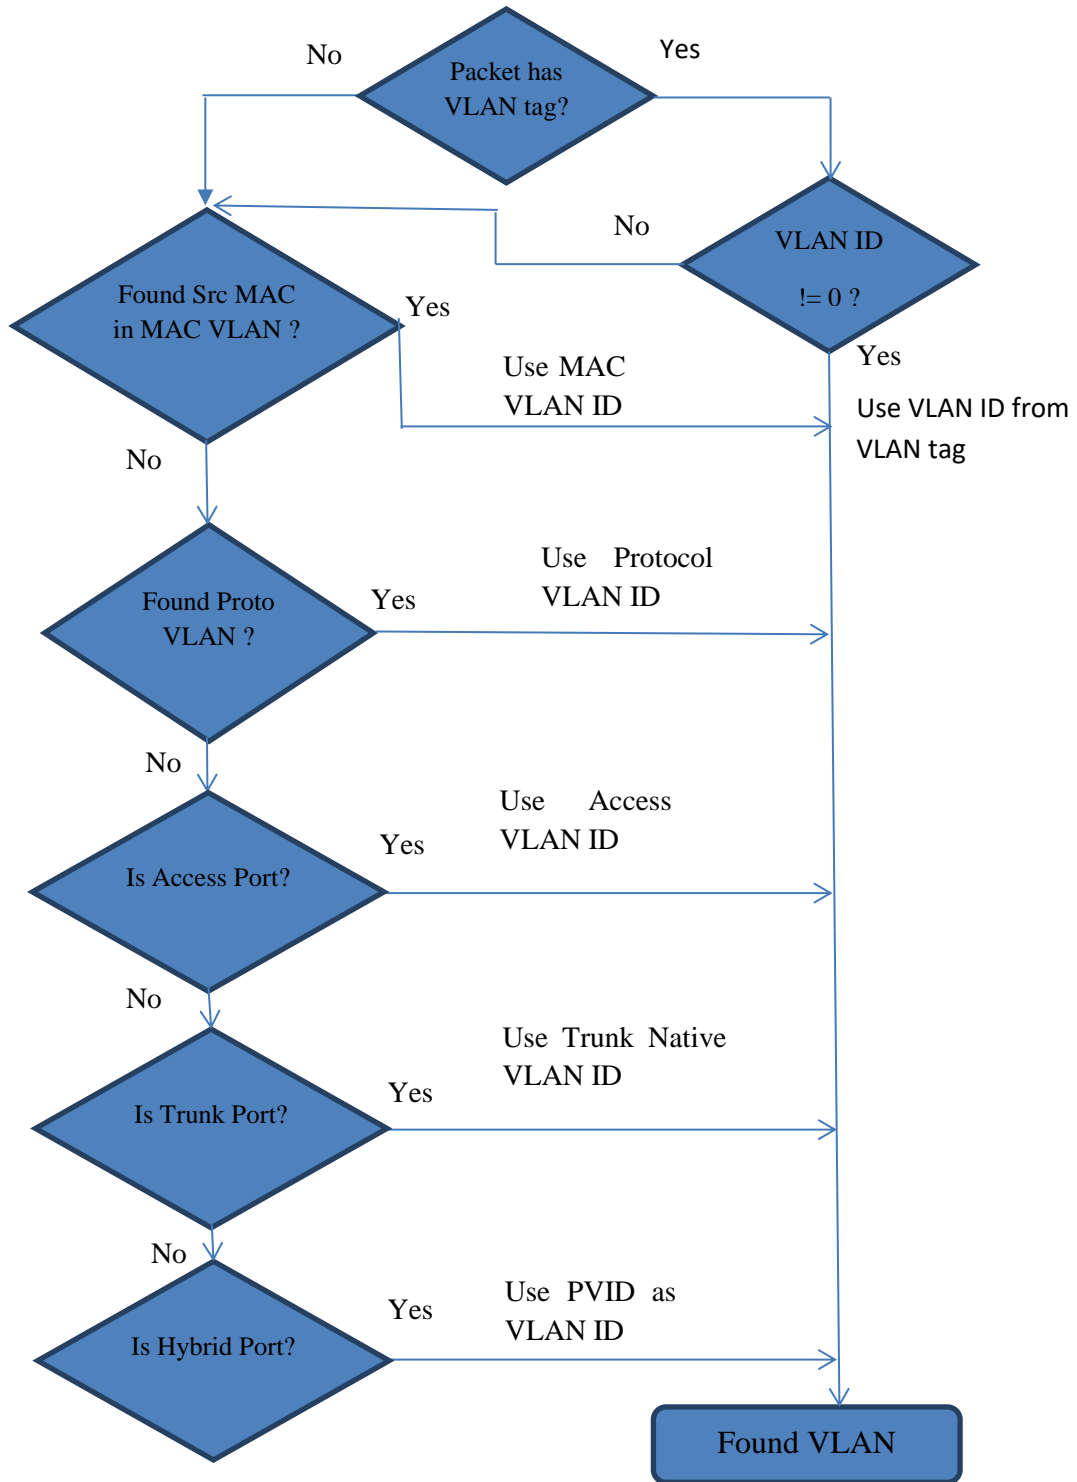 No
Packet has
VLAN tag?
Yes
No
VLAN ID
!= 0 ?
Found Src MAC
in MAC VLAN ?
Yes
Yes
Use MAC
VLAN ID
Use VLAN ID from
VLAN tag
No
Use Protocol
VLAN ID
Found Proto
VLAN ?
Yes
No
Use Access
VLAN ID
Yes
Is Access Port?
No
Use Trunk Native
VLAN ID
Yes
Is Trunk Port?
No
Use PVID as
VLAN ID
Yes
Is Hybrid Port?
Found VLAN